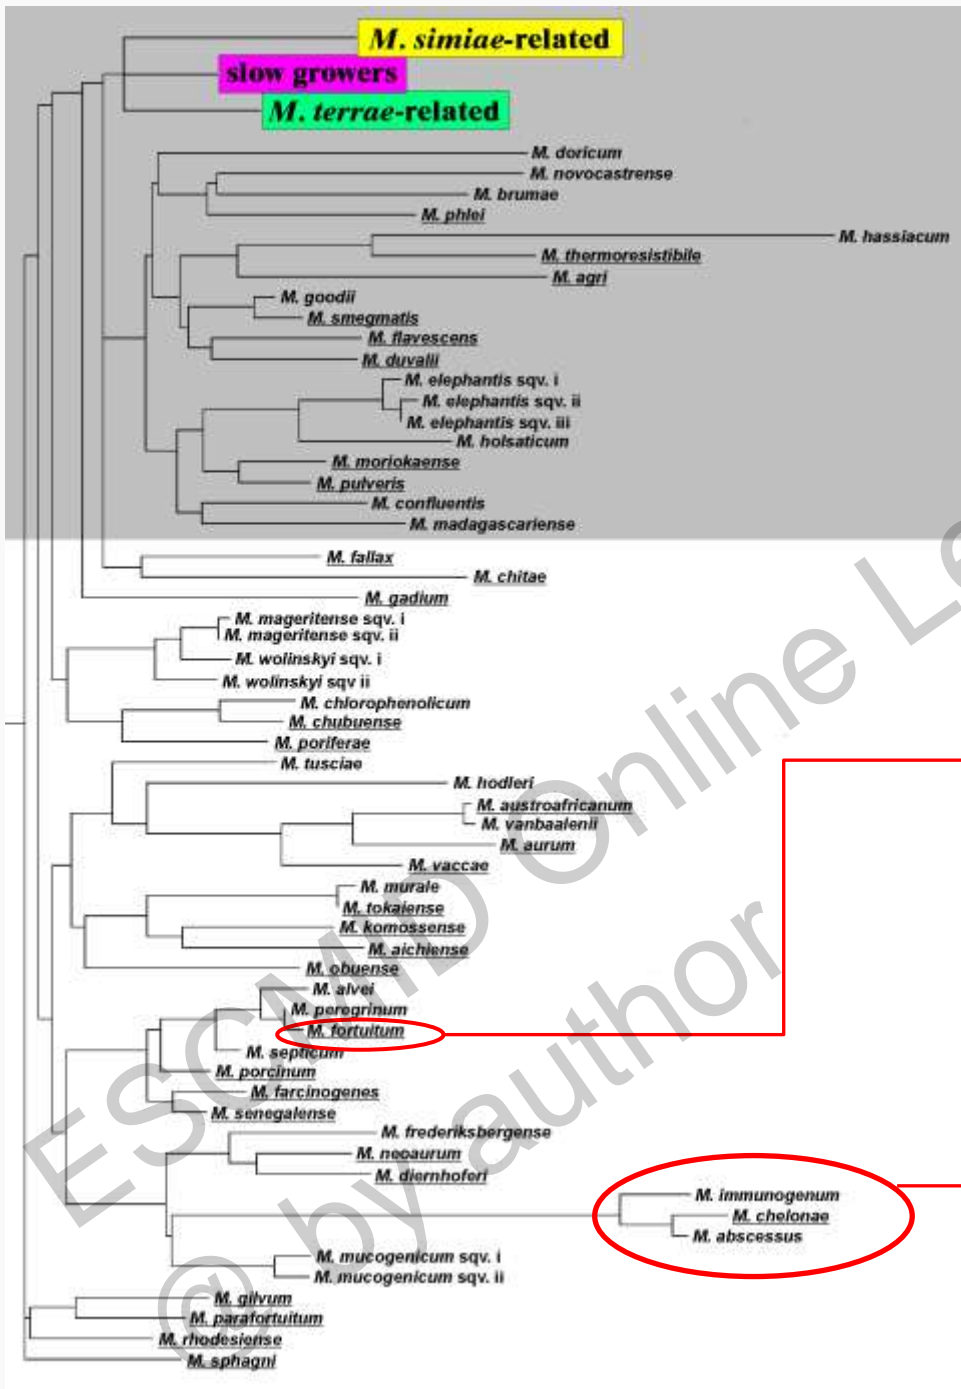 M. simiae-related
slow growers
M. terrae-related
M. doricum
M. novocastrense
M. brumae
M. phlei
M. hassiacum
M. thermoresistibile
M. agri
M. goodii
M. smegmatis
M. flavescens
M. duvalii
M. elephantis sqv. i
M. elephantis sqv. ii
M. elephantis sqv. iii
M. holsaticum
M. moriokaense
M. pulveris
M. confluentis
M. madagascariense
M. fallax
M. chitae
M. gadium
M. mageritense sqv. i
M. mageritense sqv. ii
M. wolinskyi sqv. i
M. wolinskyi sqv ii
M. chlorophenolicum
M. chubuense
M. poriferae
M. tusciae
M. hodleri
M. austroafricanum
M. vanbaalenii
M. aurum
M. vaccae
M. murale
M. tokaiense
M. komossense
M. aichiense
M. obuense
M. alvei
M. peregrinum
M. fortuitum
M. septicum
M. porcinum
M. farcinogenes
M. senegalense
M. frederiksbergense
M. neoaurum
M. diernhoferi
M. immunogenum
M. chelonae
M. abscessus
M. mucogenicum sqv. i
M. mucogenicum sqv. ii
M. gilvum
M. parafortuitum
M. rhodesiense
M. sphagni
ESCMID Online Le
@ by author